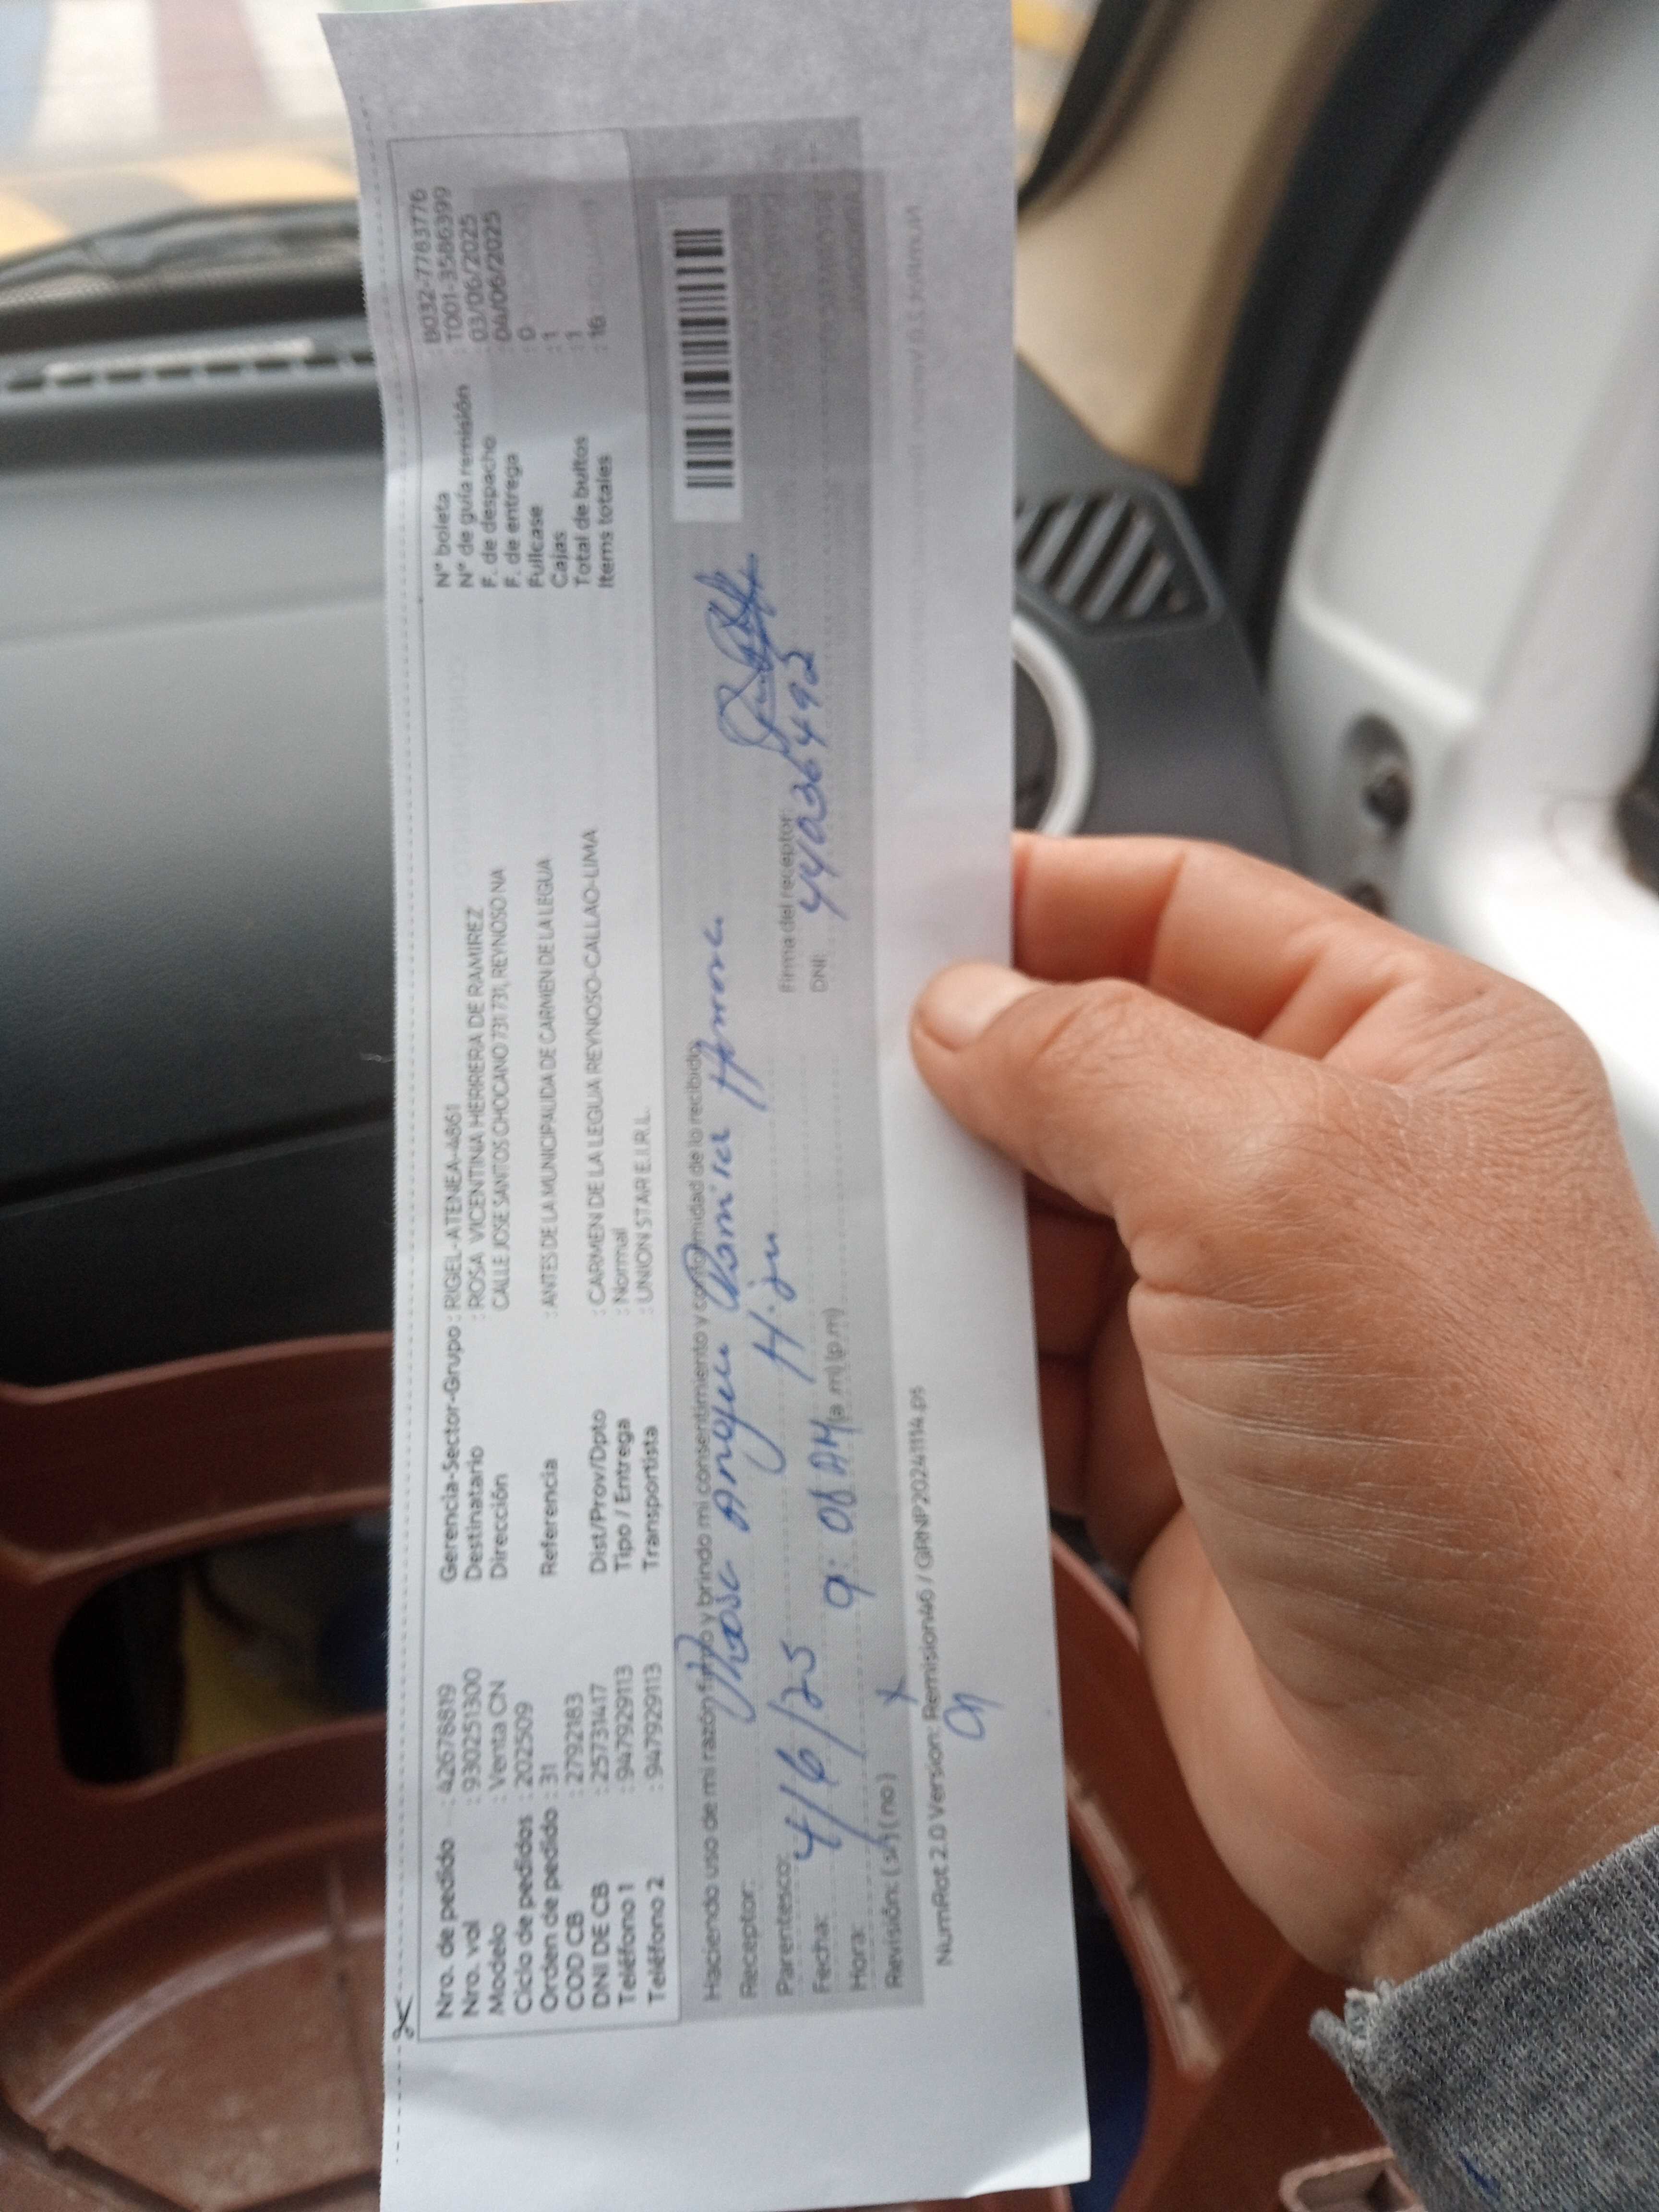 Nro. de pedido : 42678819
Nro. vol : 930251300
Modelo : Venta CN
Ciclo de pedidos : 202509
Orden de pedido : 31
COD CB : 2792183
DNI DE CB : 25731417
Teléfono 1 : 947929113
Teléfono 2 : 947929113
Gerencia-Sector-Grupo : RIGEL-ATENEA-4861
Destinatario : ROSA VICENTINA HERRERA DE RAMIREZ
Dirección CALLE JOSE SANTOS CHOCANO 731 731, REYNOSO NA
Referencia : ANTES DE LA MUNICIPALIDA DE CARMEN DE LA LEGUA
Dist/Prov/Dpto : CARMEN DE LA LEGUA REYNOSO-CALLAO-LIMA
Tipo / Entrega : Normal
Transportista : UNION STAR E.I.R.L.
N° boleta : B032-77783776
N° de guía remisión : T001-35863399
F. de despacho : 03/06/2025
F. de entrega : 04/06/2025
Fullcase : 0
Cajas : 1
Total de bultos : 1
Items totales : 16
Haciendo uso de mi razón firmo y brindo mi consentimiento y conformidad de lo recibido
Receptor: Rosa Ramirez
Parentesco:
Fecha: 4/6/25
Hora: 9:08 AM (a.m) (p.m)
Revisión: (si) (no)
Firma del receptor:
DNI: 44036492
NumRot 2.0 Version: Remision46 / GRNP20241114.ps